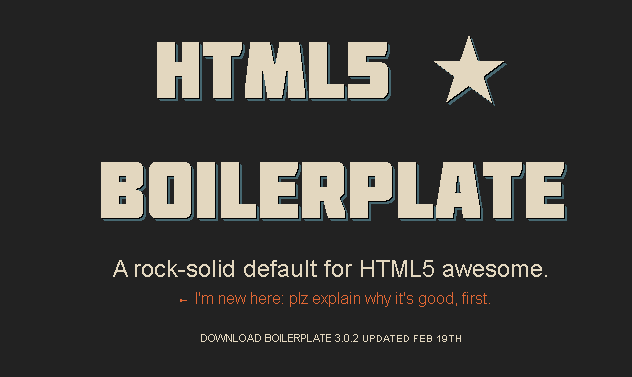 HTML5 ★
BOILERPLATE
A rock-solid default for HTML5 awesome.
← I'm new here: plz explain why it's good, first.
DOWNLOAD BOILERPLATE 3.0.2 UPDATED FEB 19TH